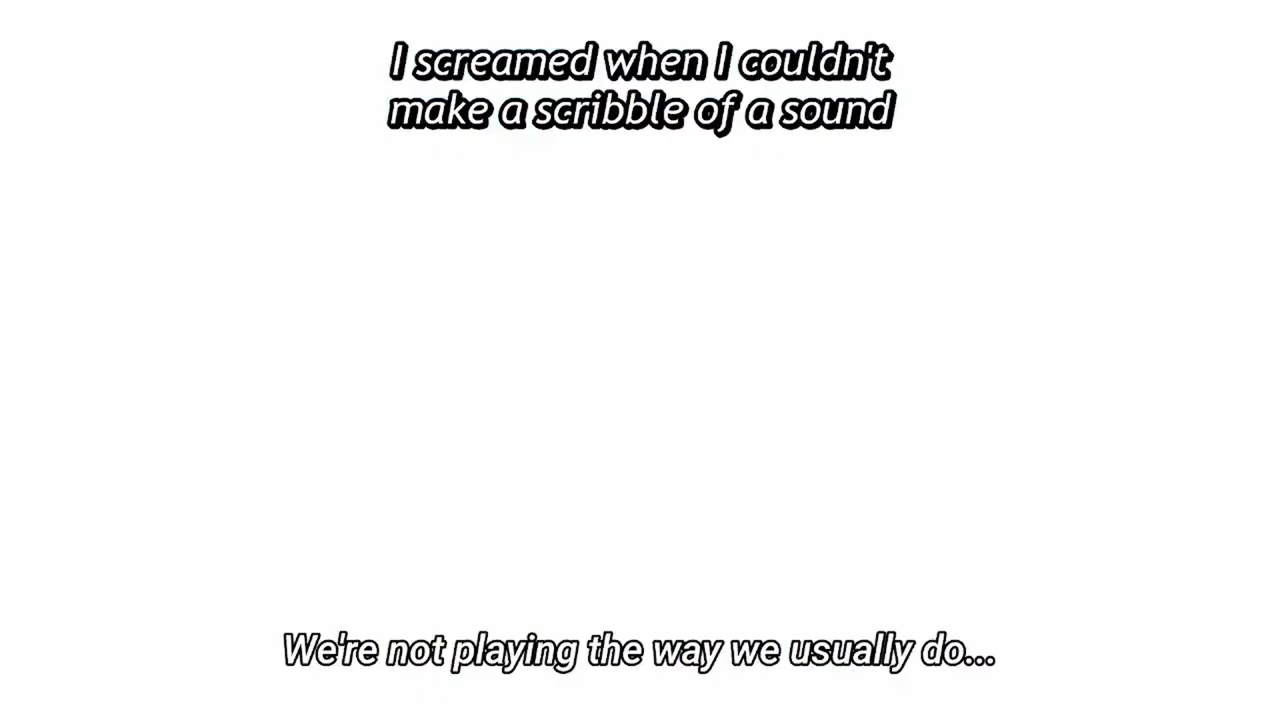 I screamed when I couldn't
make a scribble of a sound
We're not playing the way we usually do...